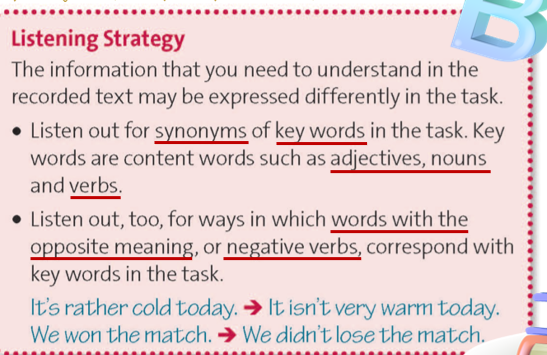 Listening Strategy
The information that you need to understand in the
recorded text may be expressed differently in the task.
• Listen out for synonyms of key words in the task. Key
words are content words such as adjectives, nouns
and verbs.
• Listen out, too, for ways in which words with the
opposite meaning, or negative verbs, correspond with
key words in the task.
It's rather cold today. → It isn't very warm today.
We won the match. → We didn't lose the match.
B